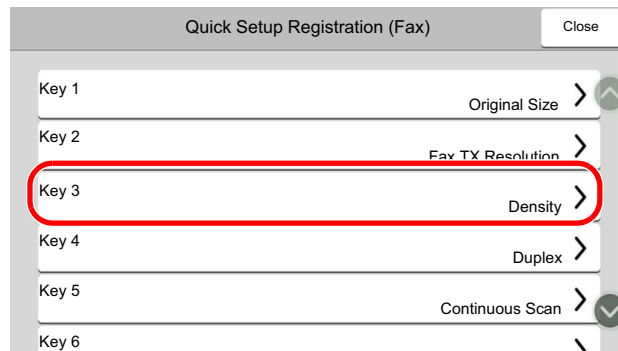 Quick Setup Registration (Fax)
Close
Key 1
Original Size
Key 2
Fax TX Resolution
Key 3
Density
Key 4
Duplex
Key 5
Continuous Scan
Key 6